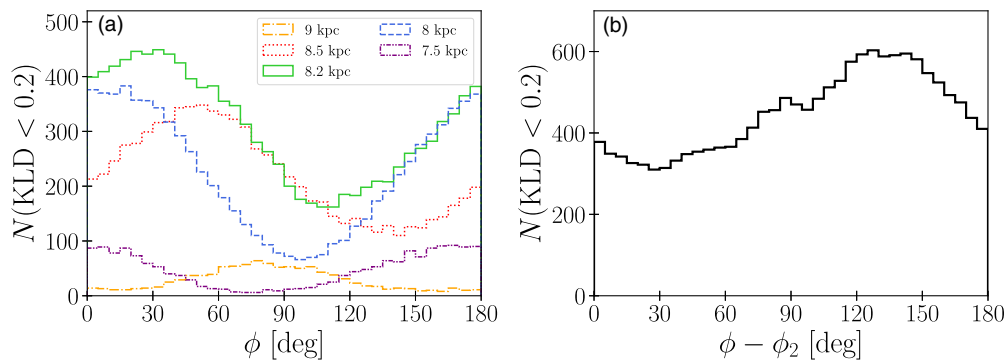 (a)
9 kpc
8.5 kpc
8.2 kpc
8 kpc
7.5 kpc
500
400
300
200
100
0
N(KLD < 0.2)
0 30 60 90 120 150 180
ϕ [deg]
(b)
600
400
200
0
N(KLD < 0.2)
0 30 60 90 120 150 180
ϕ − ϕ₂ [deg]